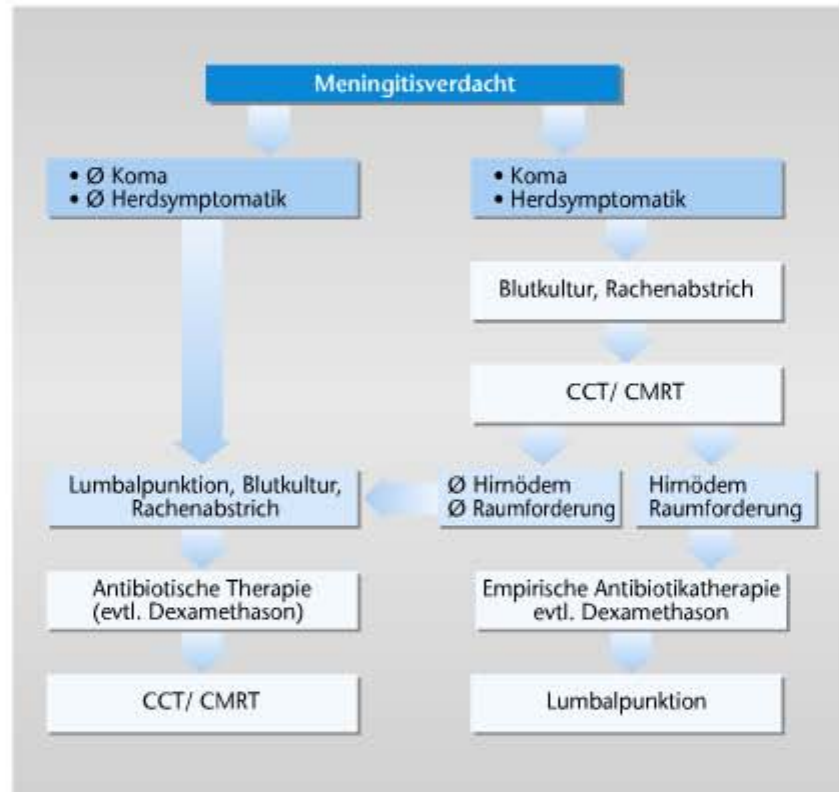 Meningitisverdacht
• Ø Koma
• Ø Herdsymptomatik
• Koma
• Herdsymptomatik
Blutkultur, Rachenabstrich
CCT/ CMRT
Lumbalpunktion, Blutkultur,
Rachenabstrich
Ø Hirnödem
Ø Raumforderung
Hirnödem
Raumforderung
Antibiotische Therapie
(evtl. Dexamethason)
Empirische Antibiotikatherapie
evtl. Dexamethason
CCT/ CMRT
Lumbalpunktion